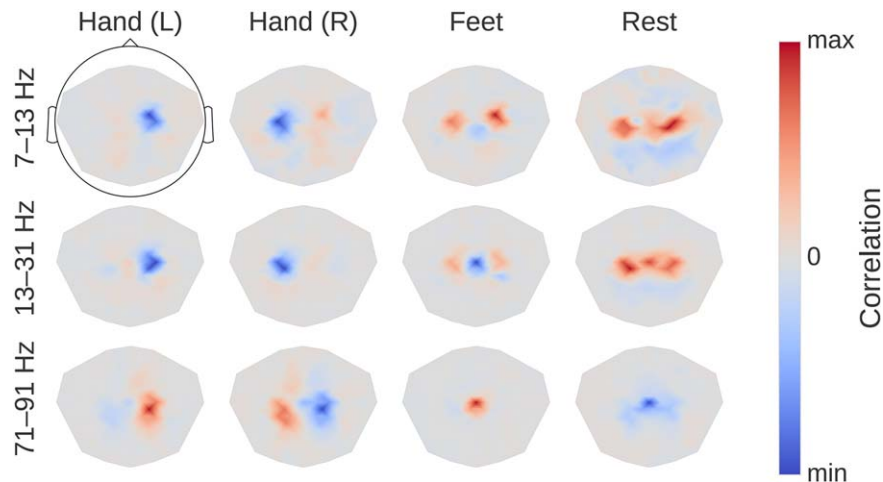 Hand (L) Hand (R) Feet Rest
7–13 Hz
13–31 Hz
71–91 Hz
max
0
min
Correlation